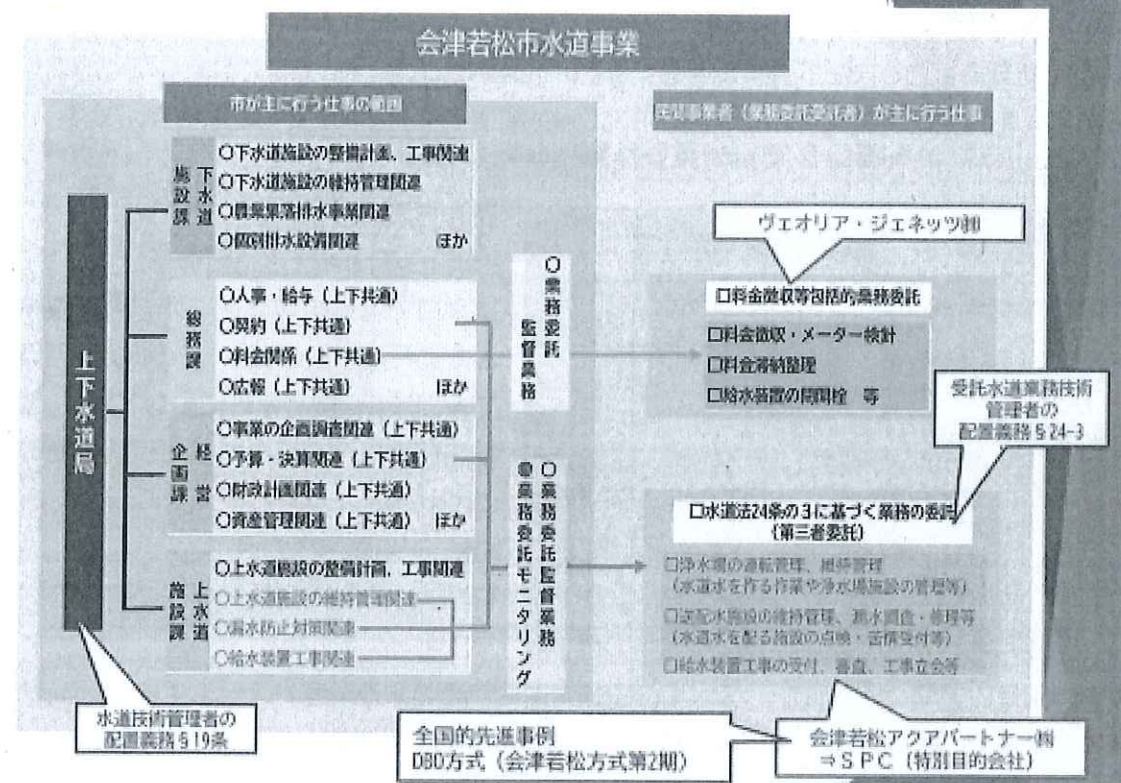 会津若松市水道事業
市が主に行う仕事の範囲
民間事業者（業務委託受託者）が主に行う仕事
上下水道局
下水道施設課
○下水道施設の整備計画、工事関連
○下水道施設の維持管理関連
○農業集落排水事業関連
○個別排水設備関連 ほか
総務課
○人事・給与（上下共通）
○契約（上下共通）
○料金関係（上下共通）
○広報（上下共通） ほか
経営企画課
○事業の企画調査関連（上下共通）
○予算・決算関連（上下共通）
○財政計画関連（上下共通）
○資産管理関連（上下共通） ほか
上水道施設課
○上水道施設の整備計画、工事関連
○上水道施設の維持管理関連
○漏水防止対策関連
○給水装置工事関連
水道技術管理者の
配置義務§19条
○業務委託
監督業務
○業務委託監督業務
◎業務委託モニタリング
ヴェオリア・ジェネッツ㈱
□料金徴収等包括的業務委託
□料金徴収・メーター検針
□料金滞納整理
□給水装置の開閉栓 等
受託水道業務技術
管理者の
配置義務§24-3
□水道法24条の3に基づく業務の委託
（第三者委託）
□浄水場の運転管理、維持管理
（水道水を作る作業や浄水場施設の管理等）
□送配水施設の維持管理、漏水調査・修理等
（水道水を配る施設の点検・苦情受付等）
□給水装置工事の受付、審査、工事立会等
全国的先進事例
DBO方式（会津若松方式第2期）
会津若松アクアパートナー㈱
⇒ＳＰＣ（特別目的会社）